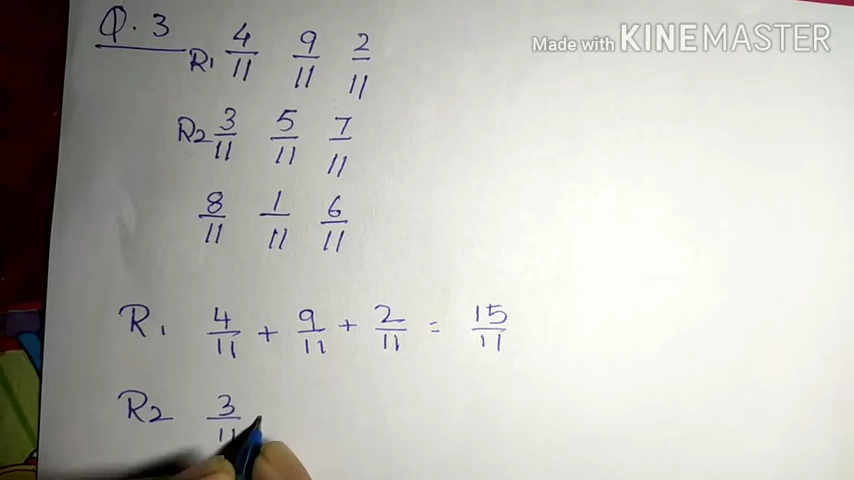 Q. 3
Made with KINEMASTER
R1 4/11 9/11 2/11
R2 3/11 5/11 7/11
8/11 1/11 6/11
R1 4/11 + 9/11 + 2/11 = 15/11
R2 3/11